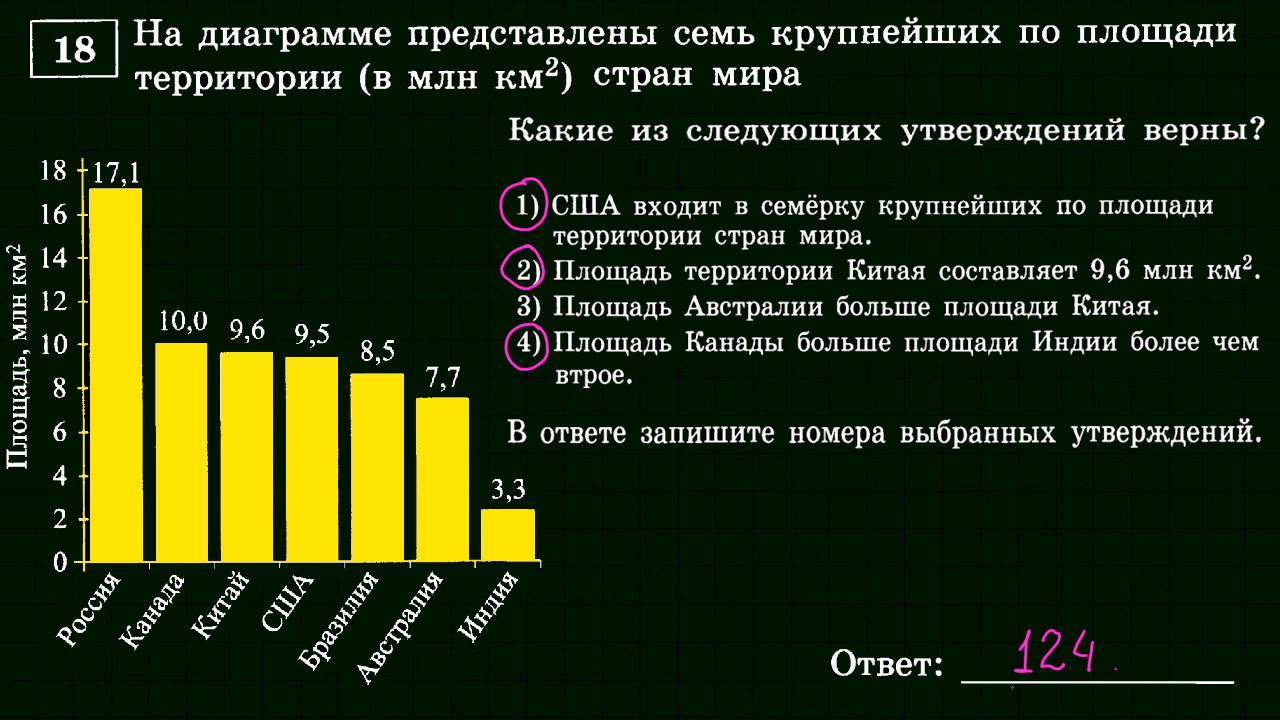 18
На диаграмме представлены семь крупнейших по площади
территории (в млн км²) стран мира
Какие из следующих утверждений верны?
1) США входит в семёрку крупнейших по площади
территории стран мира.
2) Площадь территории Китая составляет 9,6 млн км².
3) Площадь Австралии больше площади Китая.
4) Площадь Канады больше площади Индии более чем
втрое.
В ответе запишите номера выбранных утверждений.
Площадь, млн км²
18
16
14
12
10
8
6
4
2
0
17,1
10,0
9,6
9,5
8,5
7,7
3,3
Россия
Канада
Китай
США
Бразилия
Австралия
Индия
Ответ: 124.